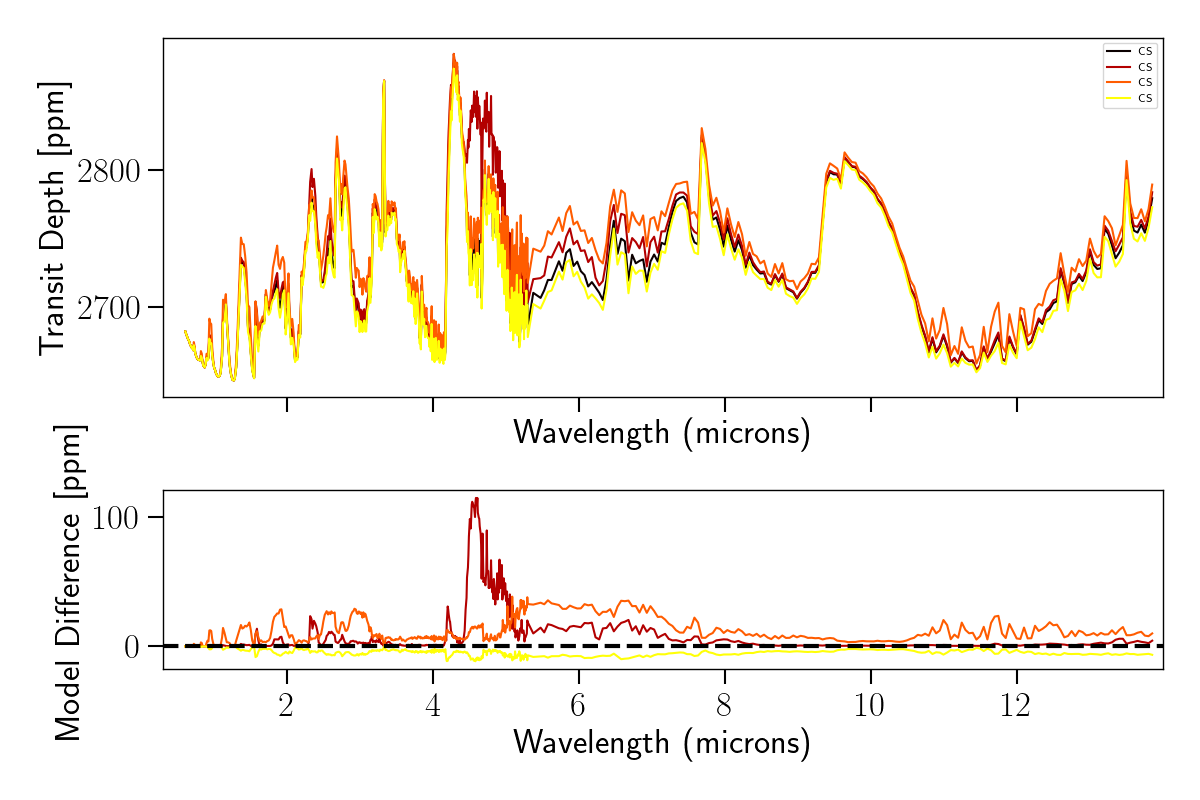 Transit Depth [ppm]
2800
2700
cs
cs
cs
cs
Wavelength (microns)
Model Difference [ppm]
100
0
2 4 6 8 10 12
Wavelength (microns)